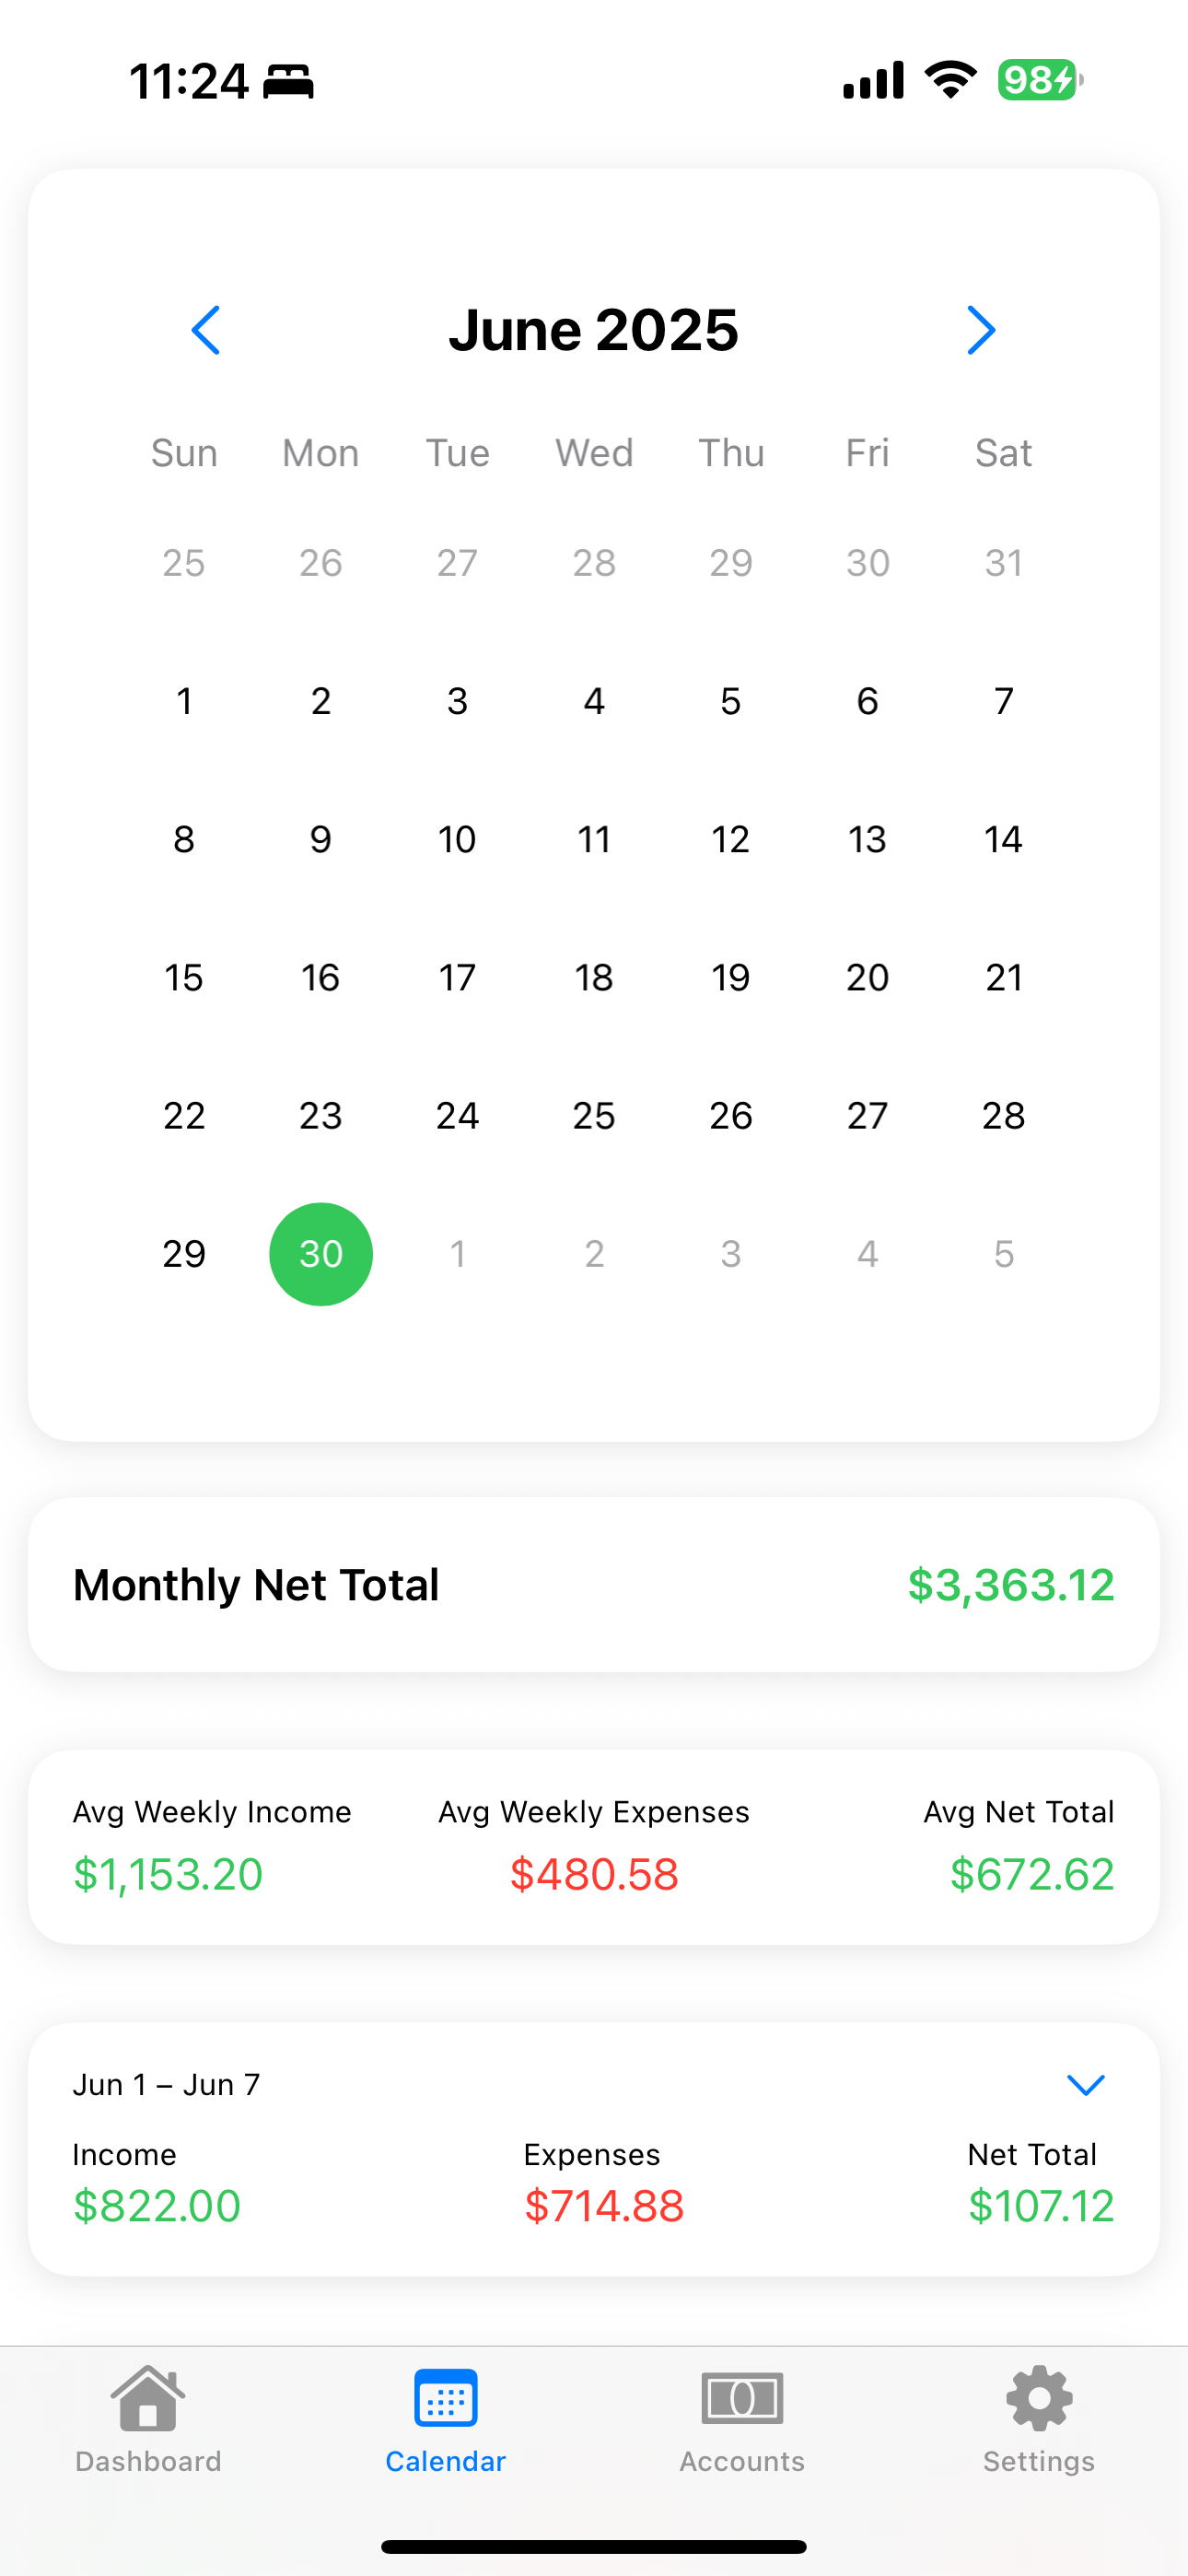 11:24 98
June 2025
Sun Mon Tue Wed Thu Fri Sat
25 26 27 28 29 30 31
1 2 3 4 5 6 7
8 9 10 11 12 13 14
15 16 17 18 19 20 21
22 23 24 25 26 27 28
29 30 1 2 3 4 5
Monthly Net Total $3,363.12
Avg Weekly Income Avg Weekly Expenses Avg Net Total
$1,153.20 $480.58 $672.62
Jun 1 – Jun 7
Income Expenses Net Total
$822.00 $714.88 $107.12
Dashboard Calendar Accounts Settings